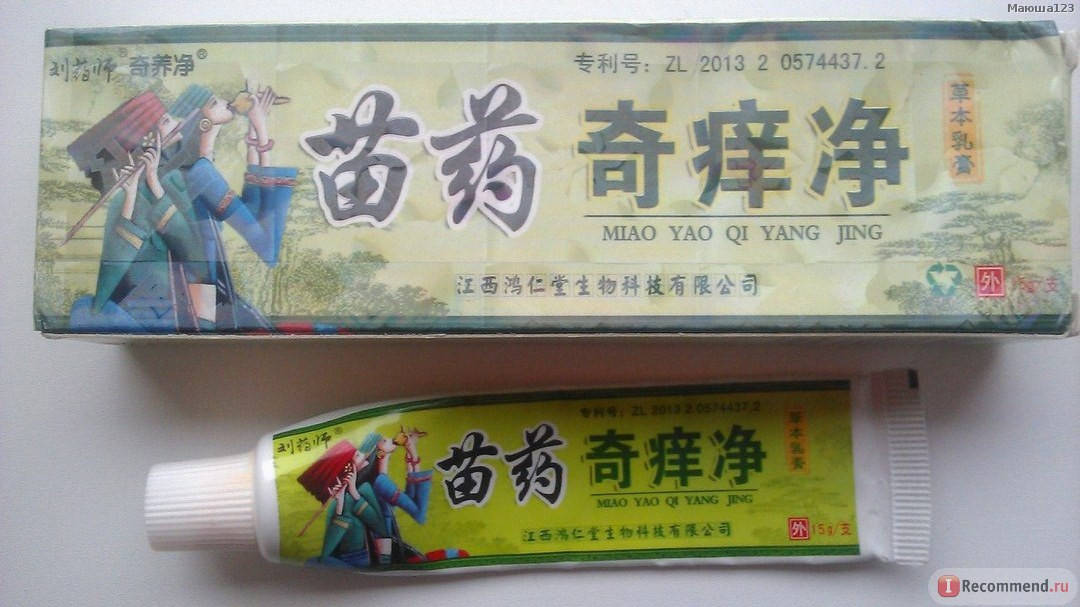 Маюша123
刘药师® 奇养净®
专利号: ZL 2013 2 0574437.2
苗药 奇痒净
草本乳膏
MIAO YAO QI YANG JING
江西鸿仁堂生物科技有限公司
外 15g/支
刘药师®
专利号: ZL 2013 2 0574437.2
苗药 奇痒净
草本乳膏
MIAO YAO QI YANG JING
江西鸿仁堂生物科技有限公司
外 15g/支
I Recommend.ru